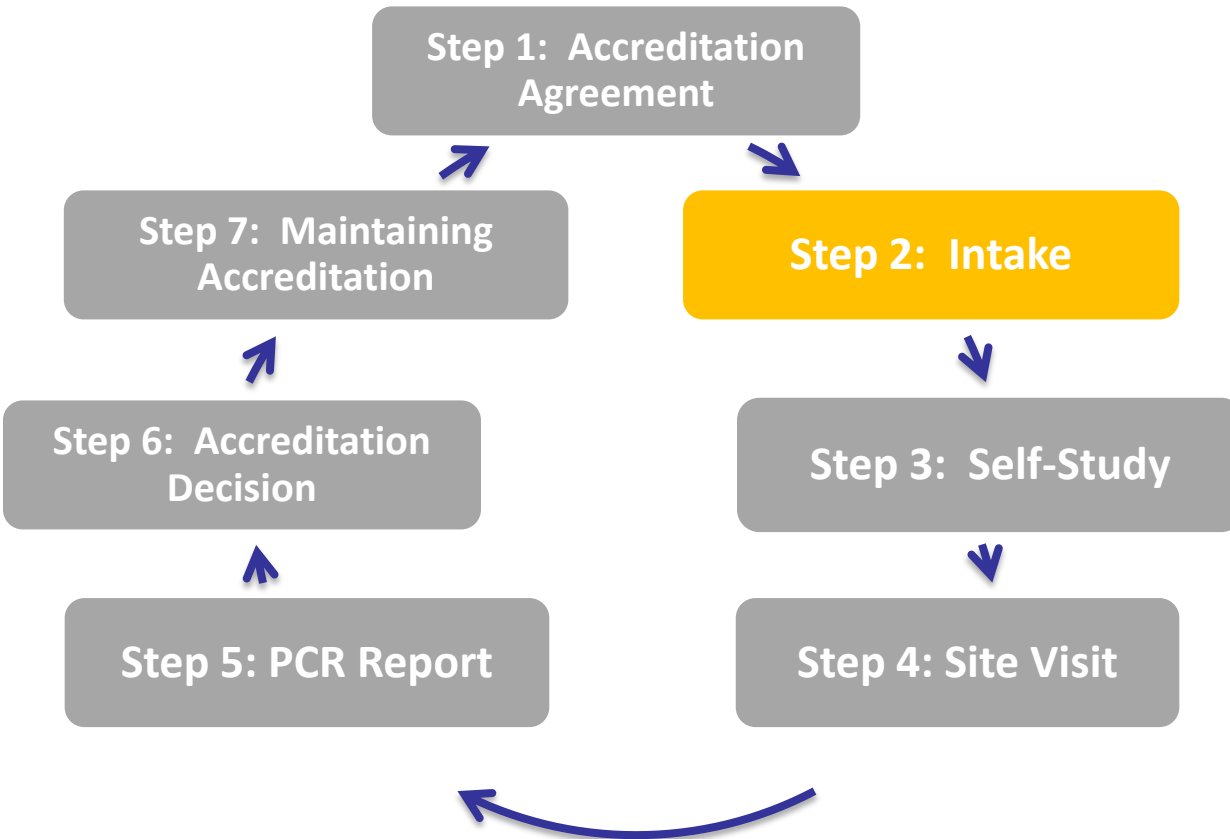 Step 1:  Accreditation
Agreement
Step 2:  Intake
Step 3:  Self-Study
Step 4: Site Visit
Step 5: PCR Report
Step 6:  Accreditation
Decision
Step 7:  Maintaining
Accreditation